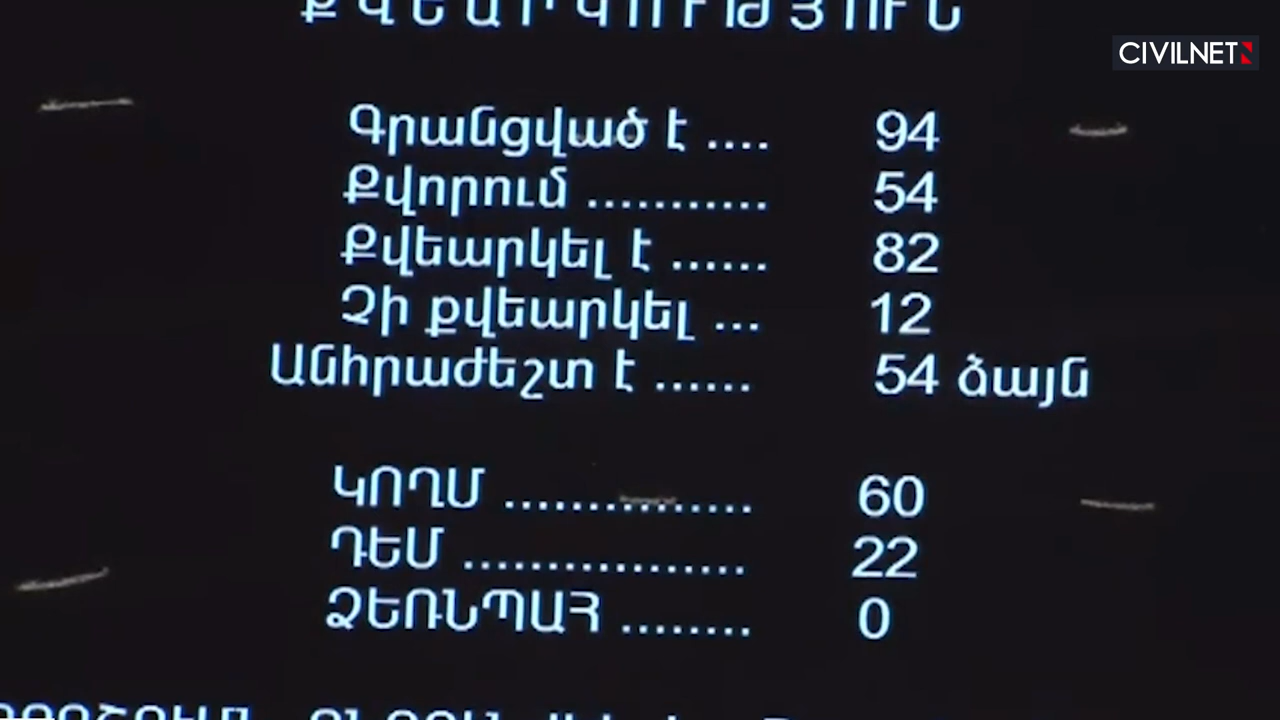 ՔՎԵԱՐԿՈՒԹՅՈՒՆ
CIVILNET
Գրանցված է .... 94
Քվորում ........... 54
Քվեարկել է ...... 82
Չի քվեարկել ... 12
Անհրաժեշտ է ...... 54 ձայն
ԿՈՂՄ .............. 60
ԴԵՄ ................. 22
ՁԵՌՆՊԱՀ ........ 0